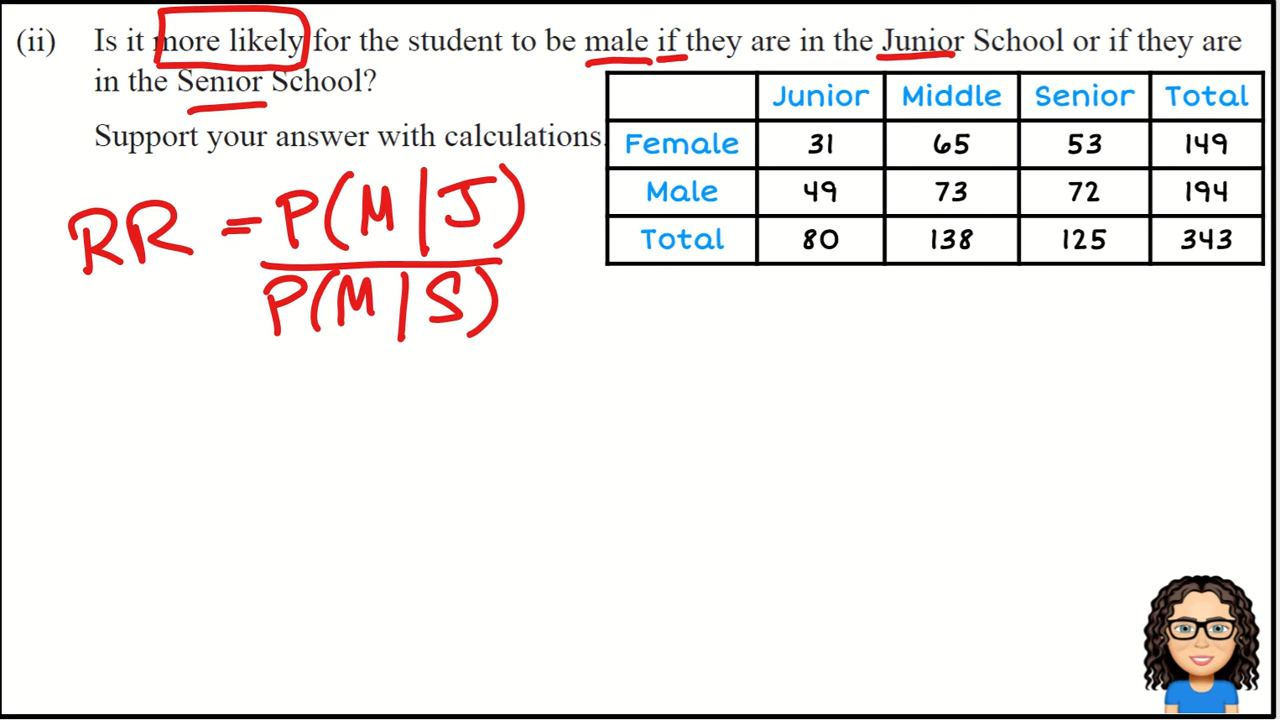 (ii) Is it more likely for the student to be male if they are in the Junior School or if they are
in the Senior School?
Support your answer with calculations.
Junior Middle Senior Total
Female 31 65 53 149
Male 49 73 72 194
Total 80 138 125 343
RR = P(M|J)
P(M|S)